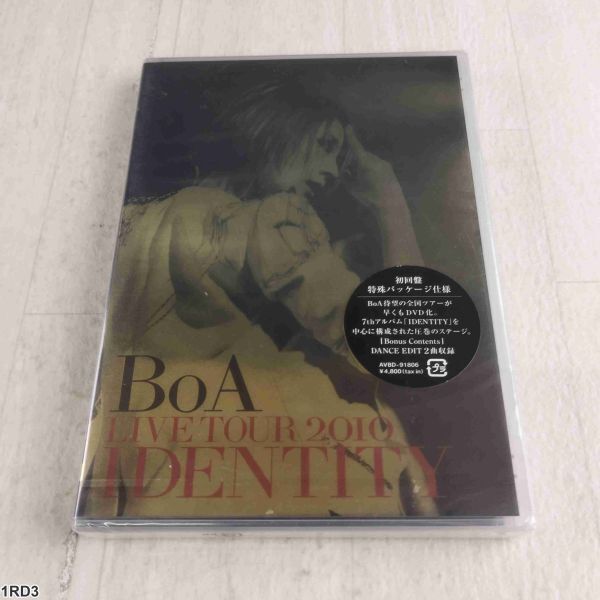 初回盤
特殊パッケージ仕様
BoA待望の全国ツアーが
早くもDVD化。
7thアルバム「IDENTITY」を
中心に構成された圧巻のステージ。
[Bonus Contents]
DANCE EDIT 2曲収録
AVBD-91806
¥4,800(tax in)
プラ
BoA
LIVE TOUR 2010
IDENTITY
1RD3